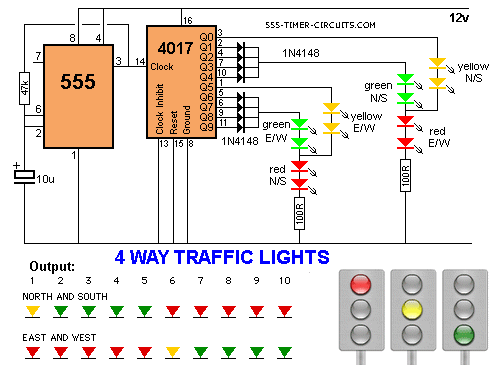 555-TIMER-CIRCUITS.COM
12v
16
8 4
7
3
14
555
4017
Clock
Clock Inhibit
Reset
Ground
Q0 3
Q1 2
Q2 4
Q3 7
Q4 10
Q5 1
Q6 5
Q7 6
Q8 9
Q9 11
1N4148
1N4148
47k
6
2
1
13 15 8
10u
+
green
N/S
yellow
N/S
red
E/W
100R
green
E/W
yellow
E/W
red
N/S
100R
4 WAY TRAFFIC LIGHTS
Output:
1 2 3 4 5 6 7 8 9 10
NORTH AND SOUTH
EAST AND WEST